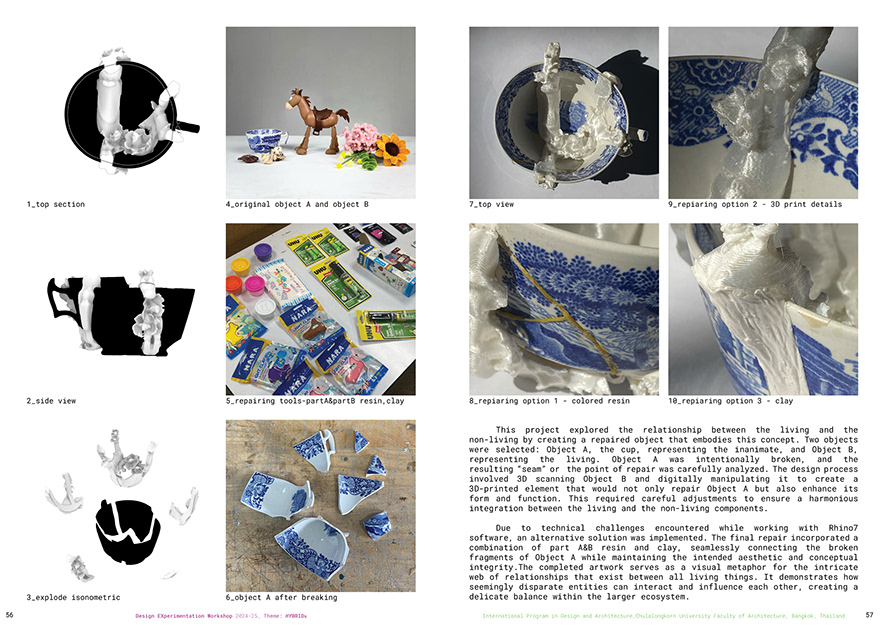 1_top section
4_original object A and object B
2_side view
UHU
UHU
UHU
UHU
NARA
NARA
NARA
5_repairing tools-partA&partB resin,clay
3_explode isonometric
6_object A after breaking
56
Design EXperimentation Workshop 2024-25, Theme: HYBRIDs
7_top view
9_repiaring option 2 - 3D print details
8_repiaring option 1 - colored resin
10_repiaring option 3 - clay
This project explored the relationship between the living and the
non-living by creating a repaired object that embodies this concept. Two objects
were selected: Object A, the cup, representing the inanimate, and Object B,
representing the living. Object A was intentionally broken, and the
resulting "seam" or the point of repair was carefully analyzed. The design process
involved 3D scanning Object B and digitally manipulating it to create a
3D-printed element that would not only repair Object A but also enhance its
form and function. This required careful adjustments to ensure a harmonious
integration between the living and the non-living components.
Due to technical challenges encountered while working with Rhino7
software, an alternative solution was implemented. The final repair incorporated a
combination of part A&B resin and clay, seamlessly connecting the broken
fragments of Object A while maintaining the intended aesthetic and conceptual
integrity.The completed artwork serves as a visual metaphor for the intricate
web of relationships that exist between all living things. It demonstrates how
seemingly disparate entities can interact and influence each other, creating a
delicate balance within the larger ecosystem.
International Program in Design and Architecture,Chulalongkorn University Faculty of Architecture, Bangkok, Thailand
57